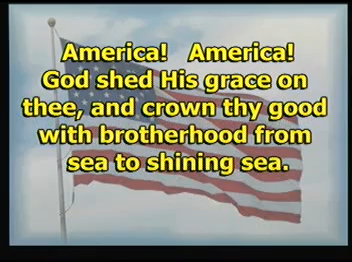 America!   America!
God shed His grace on
thee, and crown thy good
with brotherhood from
sea to shining sea.